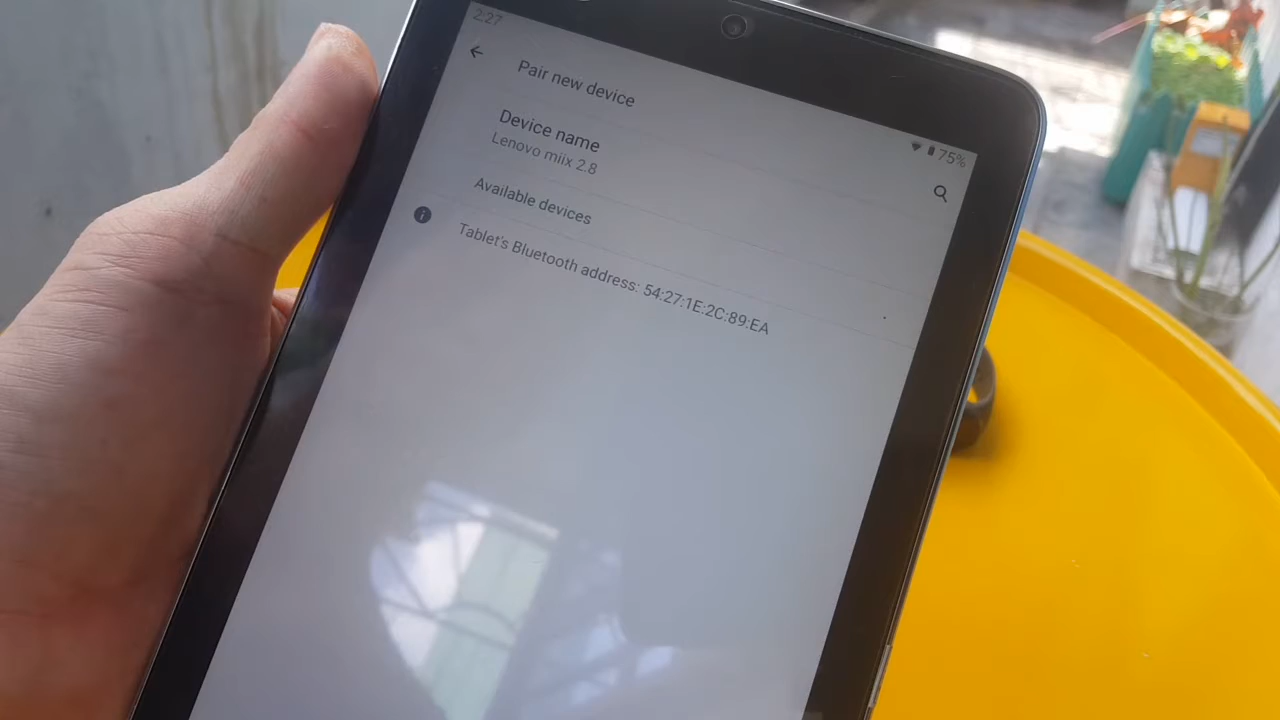 2:27
75%
Pair new device
Device name
Lenovo miix 2.8
Available devices
Tablet's Bluetooth address: 54:27:1E:2C:89:EA